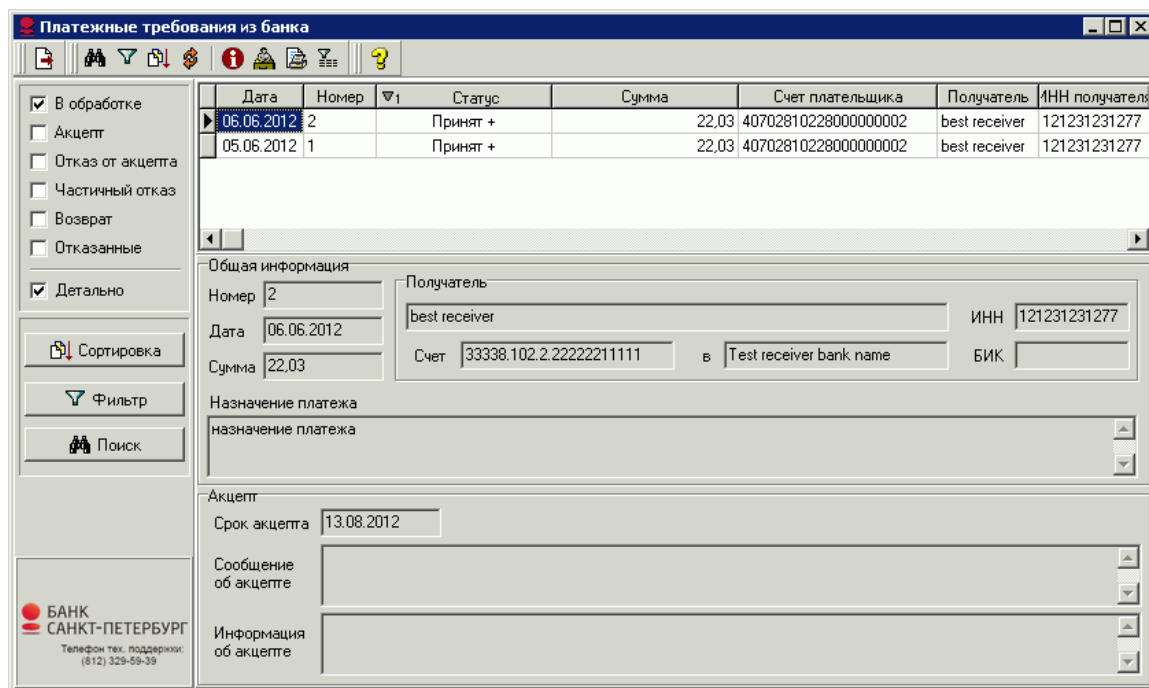 Платежные требования из банка
В обработке
Акцепт
Отказ от акцепта
Частичный отказ
Возврат
Отказанные
Детально
Сортировка
Фильтр
Поиск
БАНК
САНКТ-ПЕТЕРБУРГ
Телефон тех. поддержки:
(812) 329-59-39
Дата Номер 1 Статус Сумма Счет плательщика Получатель ИНН получателя
06.06.2012 2 Принят + 22,03 40702810228000000002 best receiver 121231231277
05.06.2012 1 Принят + 22,03 40702810228000000002 best receiver 121231231277
Общая информация
Номер 2
Дата 06.06.2012
Сумма 22,03
Получатель
best receiver ИНН 121231231277
Счет 33338.102.2.22222211111 в Test receiver bank name БИК
Назначение платежа
назначение платежа
Акцепт
Срок акцепта 13.08.2012
Сообщение
об акцепте
Информация
об акцепте